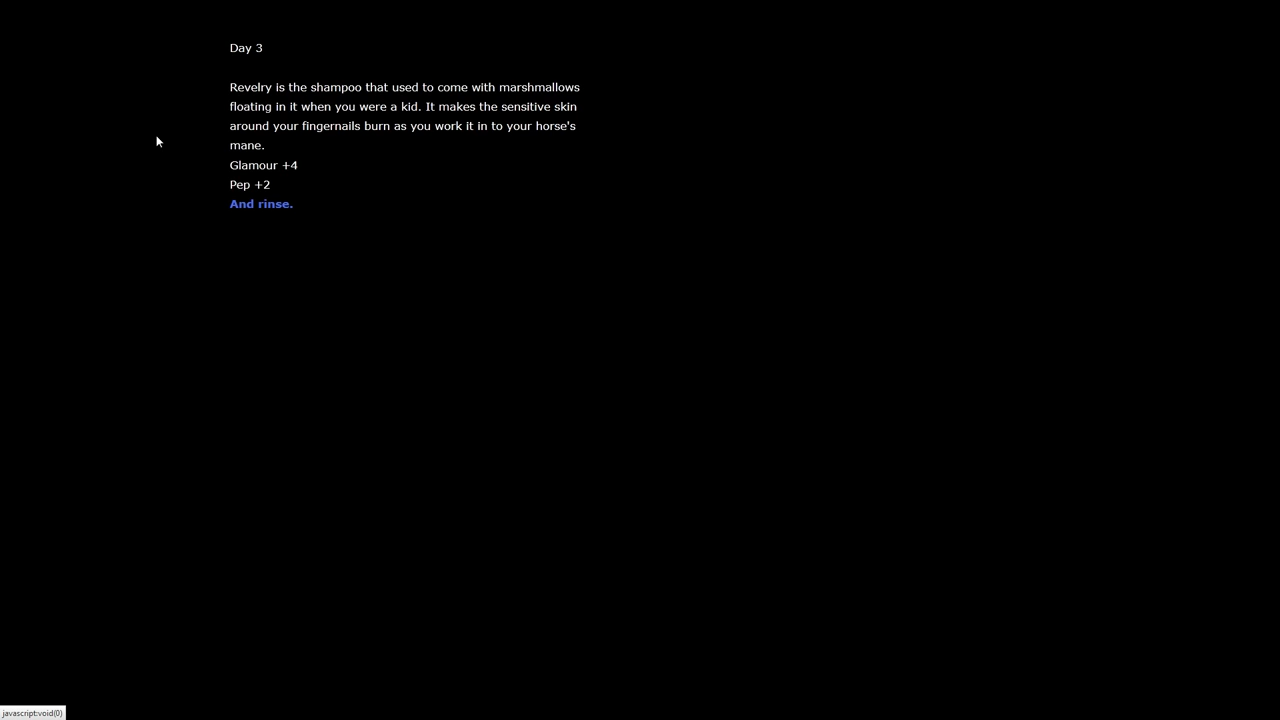 Day 3
Revelry is the shampoo that used to come with marshmallows
floating in it when you were a kid. It makes the sensitive skin
around your fingernails burn as you work it in to your horse's
mane.
Glamour +4
Pep +2
And rinse.
javascript:void(0)